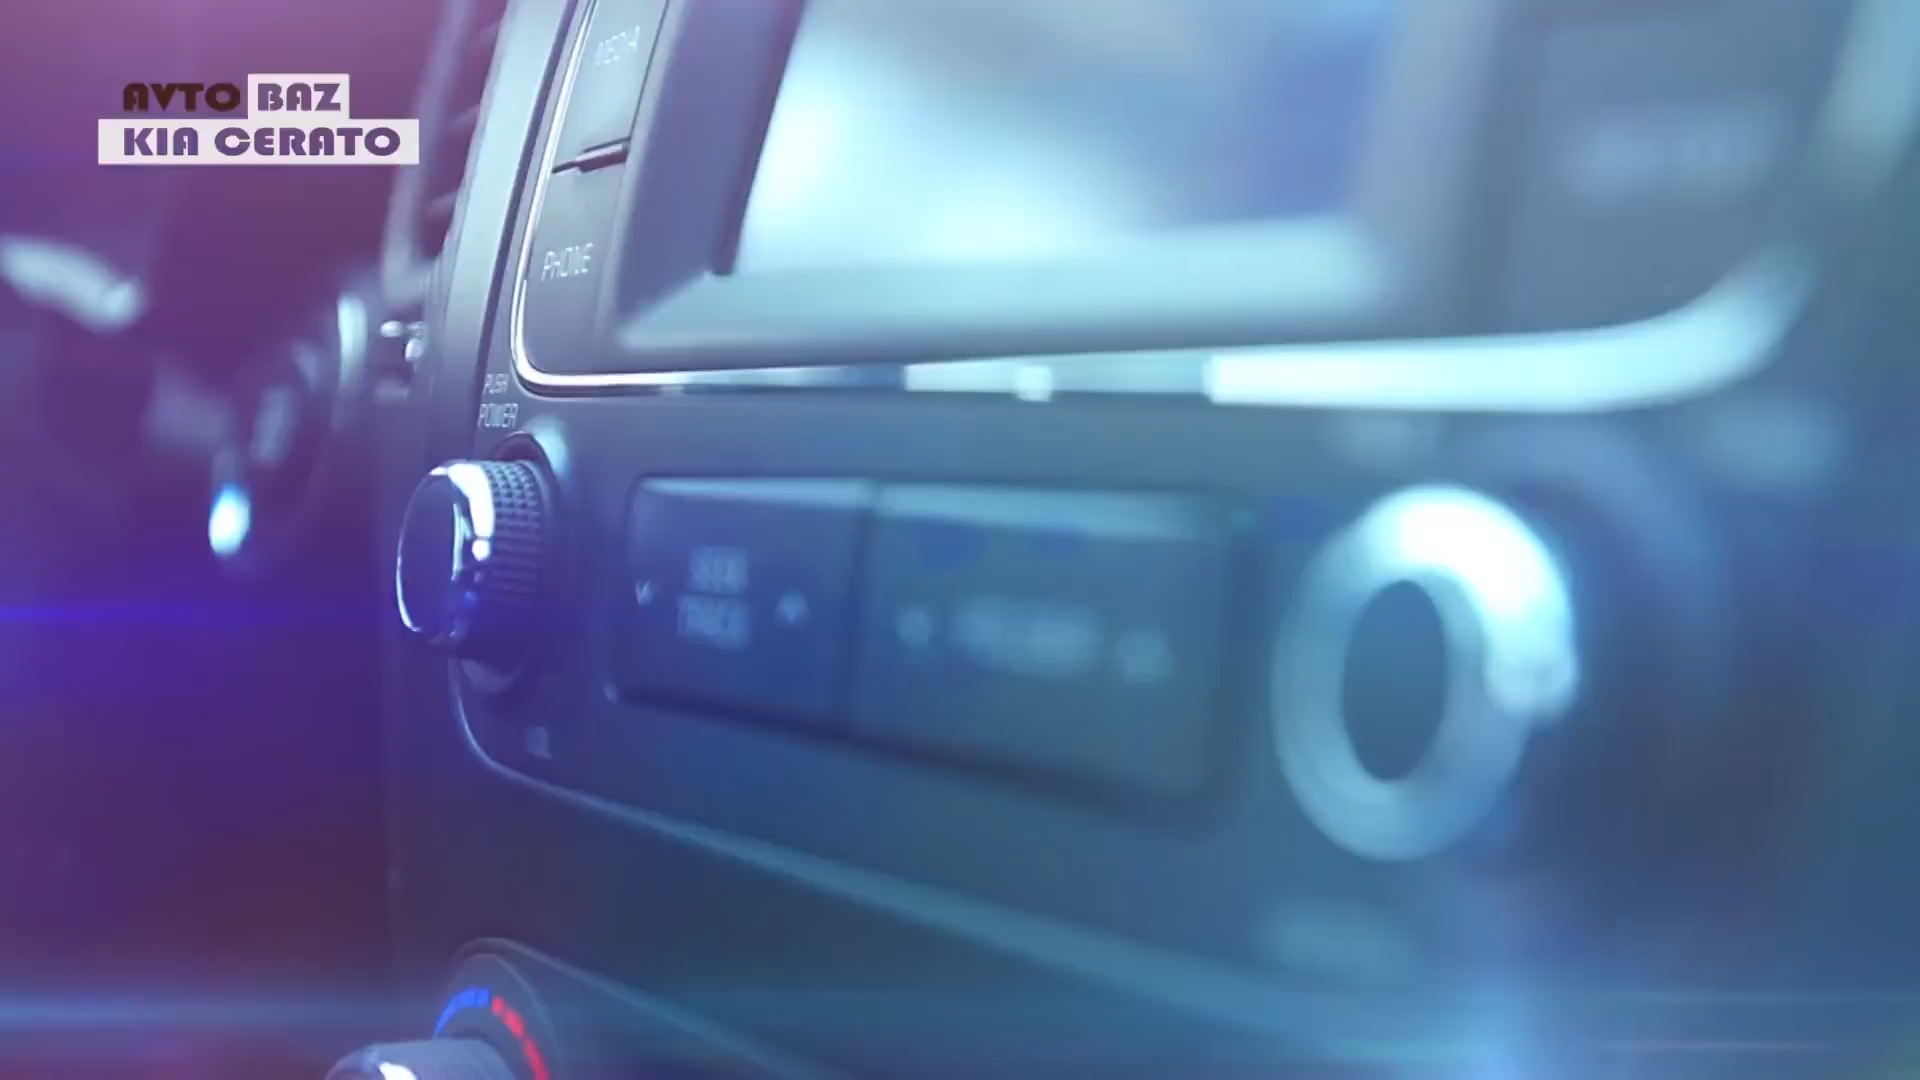 AVTO BAZ
KIA CERATO
MEDIA
PHONE
PUSH
POWER
SEEK
TRACK